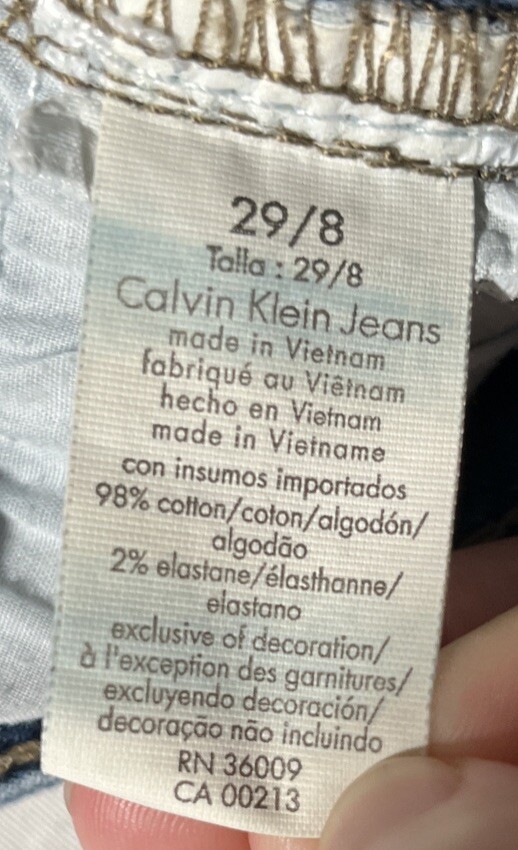 29/8
Talla : 29/8
Calvin Klein Jeans
made in Vietnam
fabriqué au Viêtnam
hecho en Vietnam
made in Vietname
con insumos importados
98% cotton/coton/algodón/
algodão
2% elastane/élasthanne/
elastano
exclusive of decoration/
à l'exception des garnitures/
excluyendo decoración/
decoração não incluindo
RN 36009
CA 00213